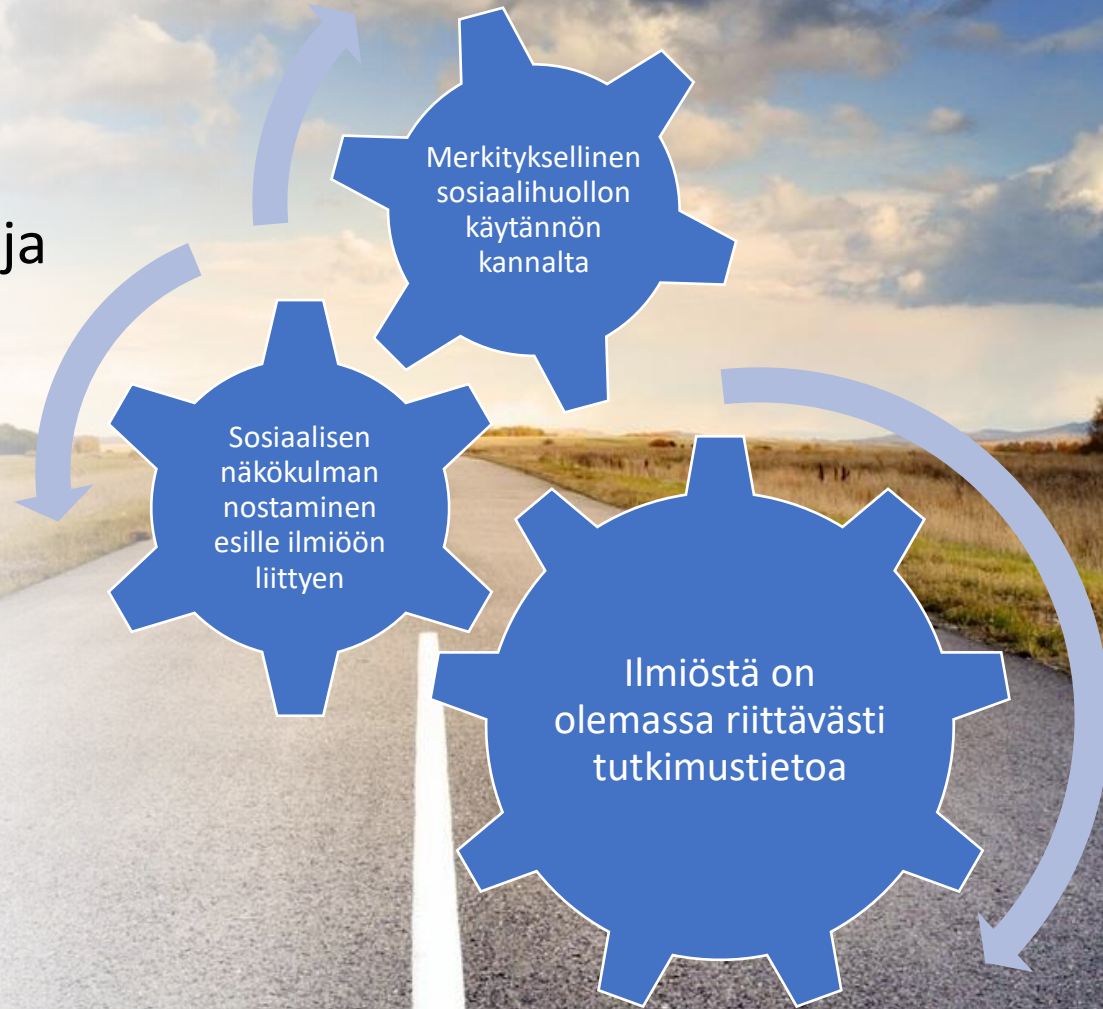 ja
Merkityksellinen
sosiaalihuollon
käytännön
kannalta
Sosiaalisen
näkökulman
nostaminen
esille ilmiöön
liittyen
Ilmiöstä on
olemassa riittävästi
tutkimustietoa